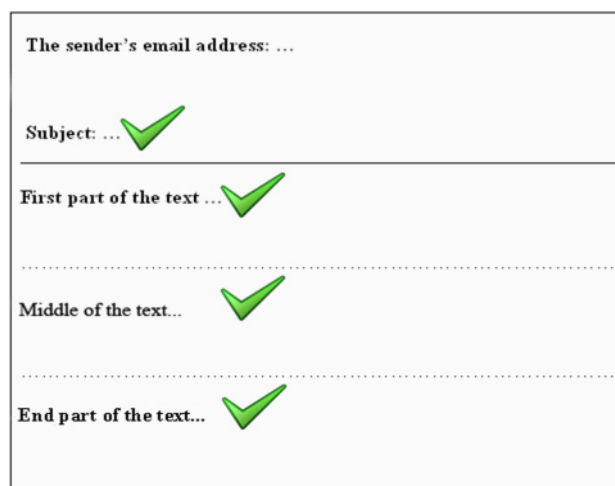 The sender's email address: ...
Subject: ...
First part of the text ...
Middle of the text...
End part of the text...